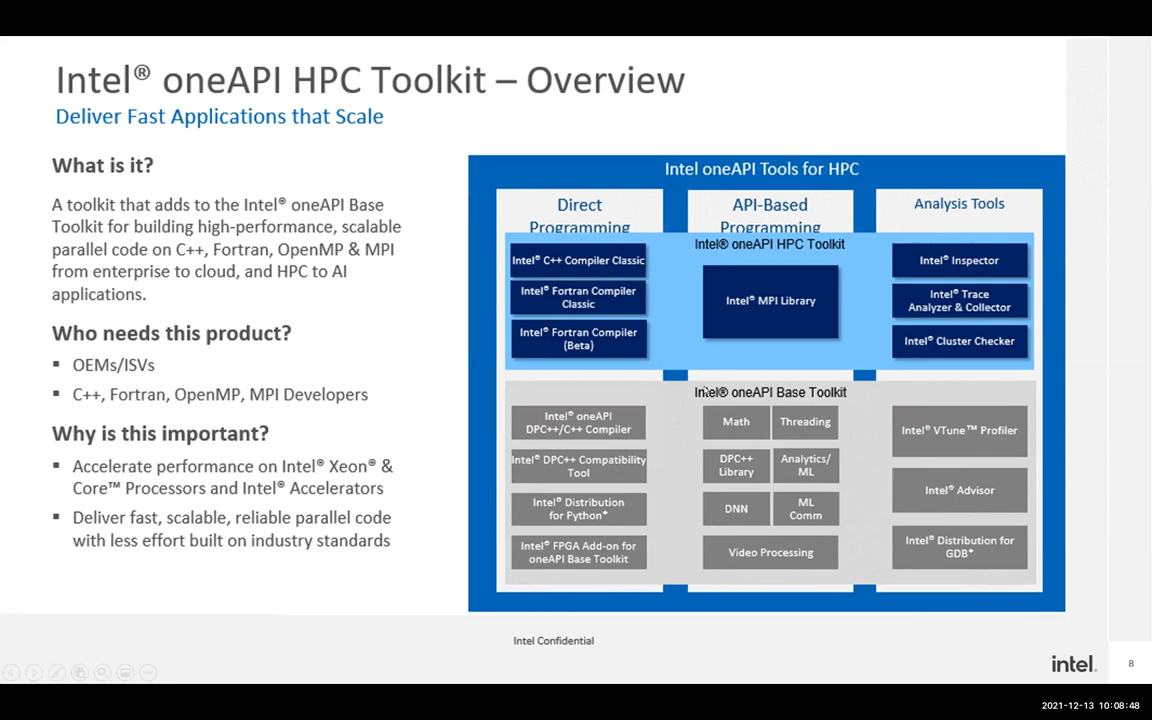 Intel® oneAPI HPC Toolkit – Overview
Deliver Fast Applications that Scale
What is it?
A toolkit that adds to the Intel® oneAPI Base
Toolkit for building high-performance, scalable
parallel code on C++, Fortran, OpenMP & MPI
from enterprise to cloud, and HPC to AI
applications.
Who needs this product?
▪ OEMs/ISVs
▪ C++, Fortran, OpenMP, MPI Developers
Why is this important?
▪ Accelerate performance on Intel® Xeon® &
Core™ Processors and Intel® Accelerators
▪ Deliver fast, scalable, reliable parallel code
with less effort built on industry standards
Intel oneAPI Tools for HPC
Direct
Programming
API-Based
Programming
Analysis Tools
Intel® oneAPI HPC Toolkit
Intel® C++ Compiler Classic
Intel® Fortran Compiler
Classic
Intel® Fortran Compiler
(Beta)
Intel® MPI Library
Intel® Inspector
Intel® Trace
Analyzer & Collector
Intel® Cluster Checker
Intel® oneAPI Base Toolkit
Intel® oneAPI
DPC++/C++ Compiler
Intel® DPC++ Compatibility
Tool
Intel® Distribution
for Python*
Intel® FPGA Add-on for
oneAPI Base Toolkit
Math
Threading
DPC++
Library
Analytics/
ML
DNN
ML
Comm
Video Processing
Intel® VTune™ Profiler
Intel® Advisor
Intel® Distribution for
GDB*
Intel Confidential
intel.
8
2021-12-13 10:08:48